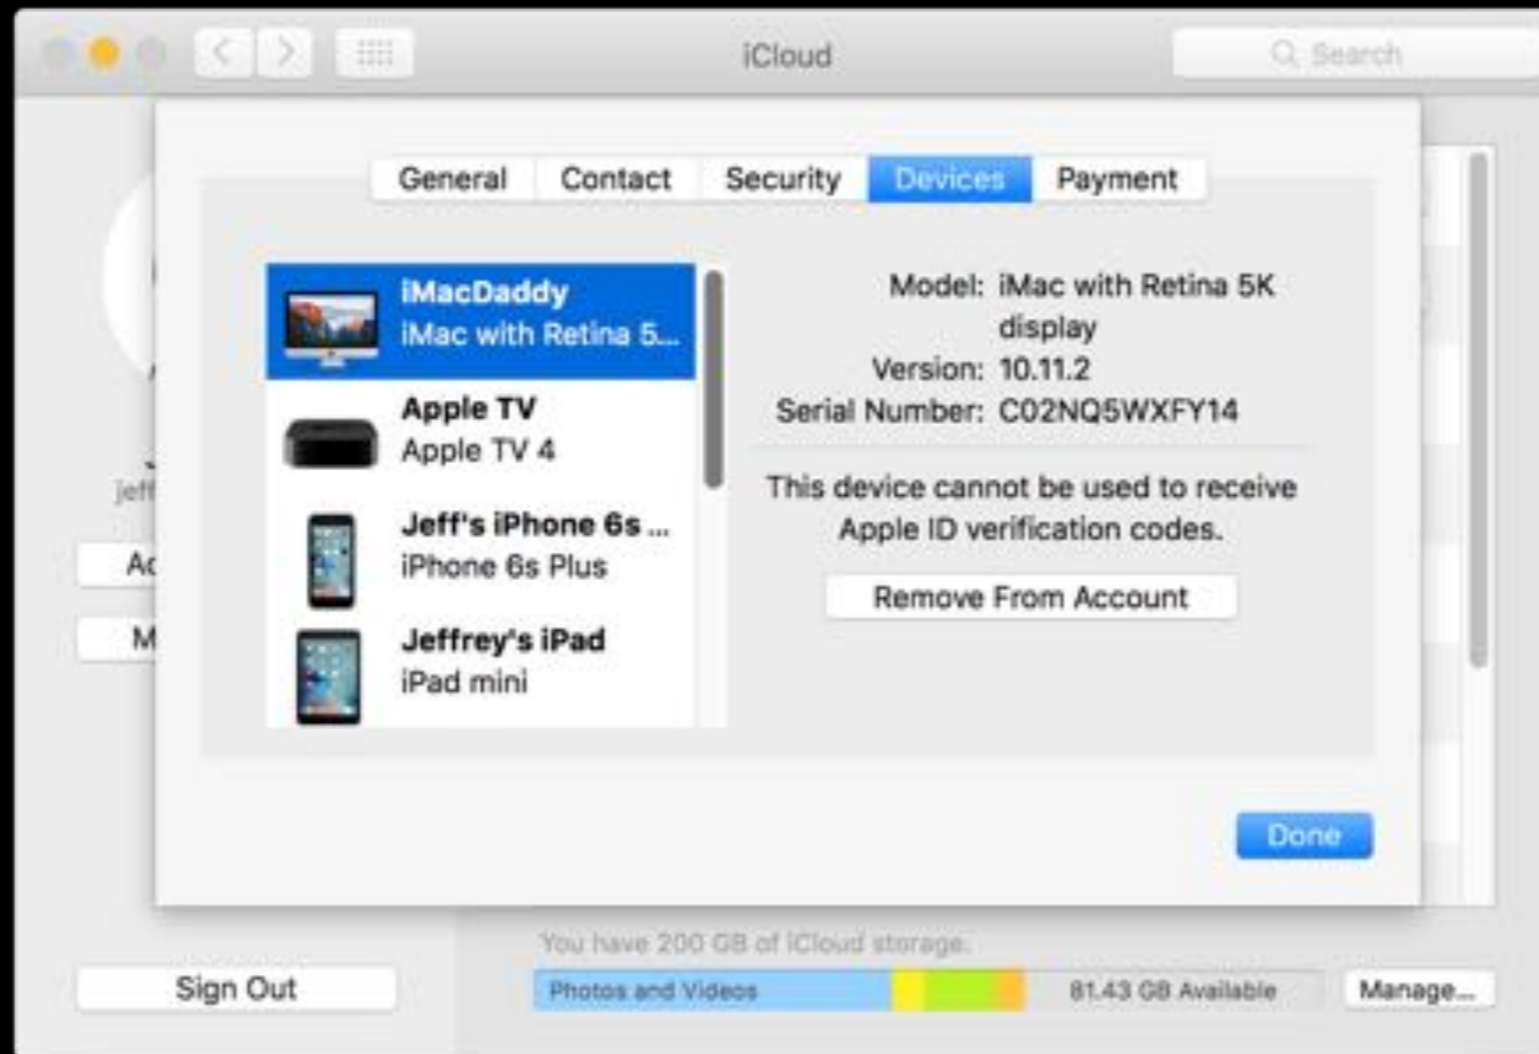 iCloud
Search
General Contact Security Devices Payment
iMacDaddy
iMac with Retina 5...
Apple TV
Apple TV 4
Jeff's iPhone 6s ...
iPhone 6s Plus
Jeffrey's iPad
iPad mini
Model: iMac with Retina 5K
display
Version: 10.11.2
Serial Number: C02NQ5WXFY14
This device cannot be used to receive
Apple ID verification codes.
Remove From Account
jeff
Ac
M
Done
You have 200 GB of iCloud storage.
Sign Out
Photos and Videos
81.43 GB Available
Manage...